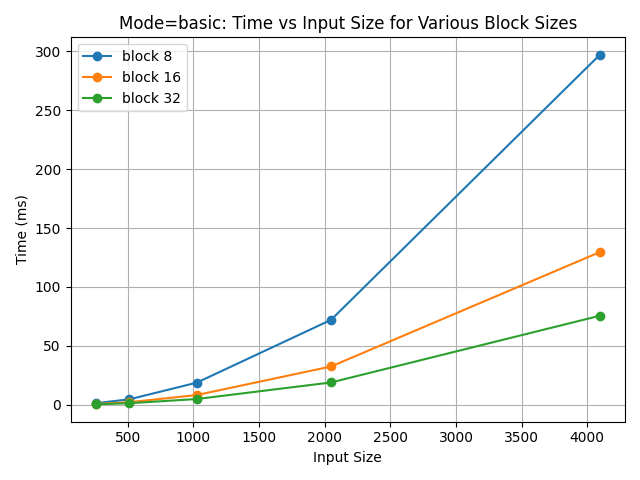 Mode=basic: Time vs Input Size for Various Block Sizes
block 8
block 16
block 32
Time (ms)
300
250
200
150
100
50
0
500 1000 1500 2000 2500 3000 3500 4000
Input Size